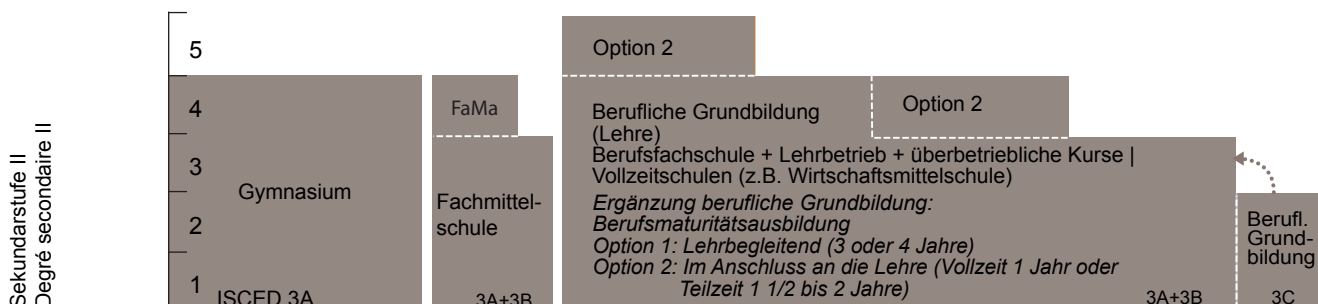 Sekundarstufe II
Degré secondaire II
5
4
3
2
1
Gymnasium
ISCED 3A
FaMa
Fachmittel-
schule
3A+3B
Option 2
Option 2
Berufliche Grundbildung
(Lehre)
Berufsfachschule + Lehrbetrieb + überbetriebliche Kurse |
Vollzeitschulen (z.B. Wirtschaftsmittelschule)
Ergänzung berufliche Grundbildung:
Berufsmaturitätsausbildung
Option 1: Lehrbegleitend (3 oder 4 Jahre)
Option 2: Im Anschluss an die Lehre (Vollzeit 1 Jahr oder
Teilzeit 1 1/2 bis 2 Jahre)
3A+3B
Berufl.
Grund-
bildung
3C